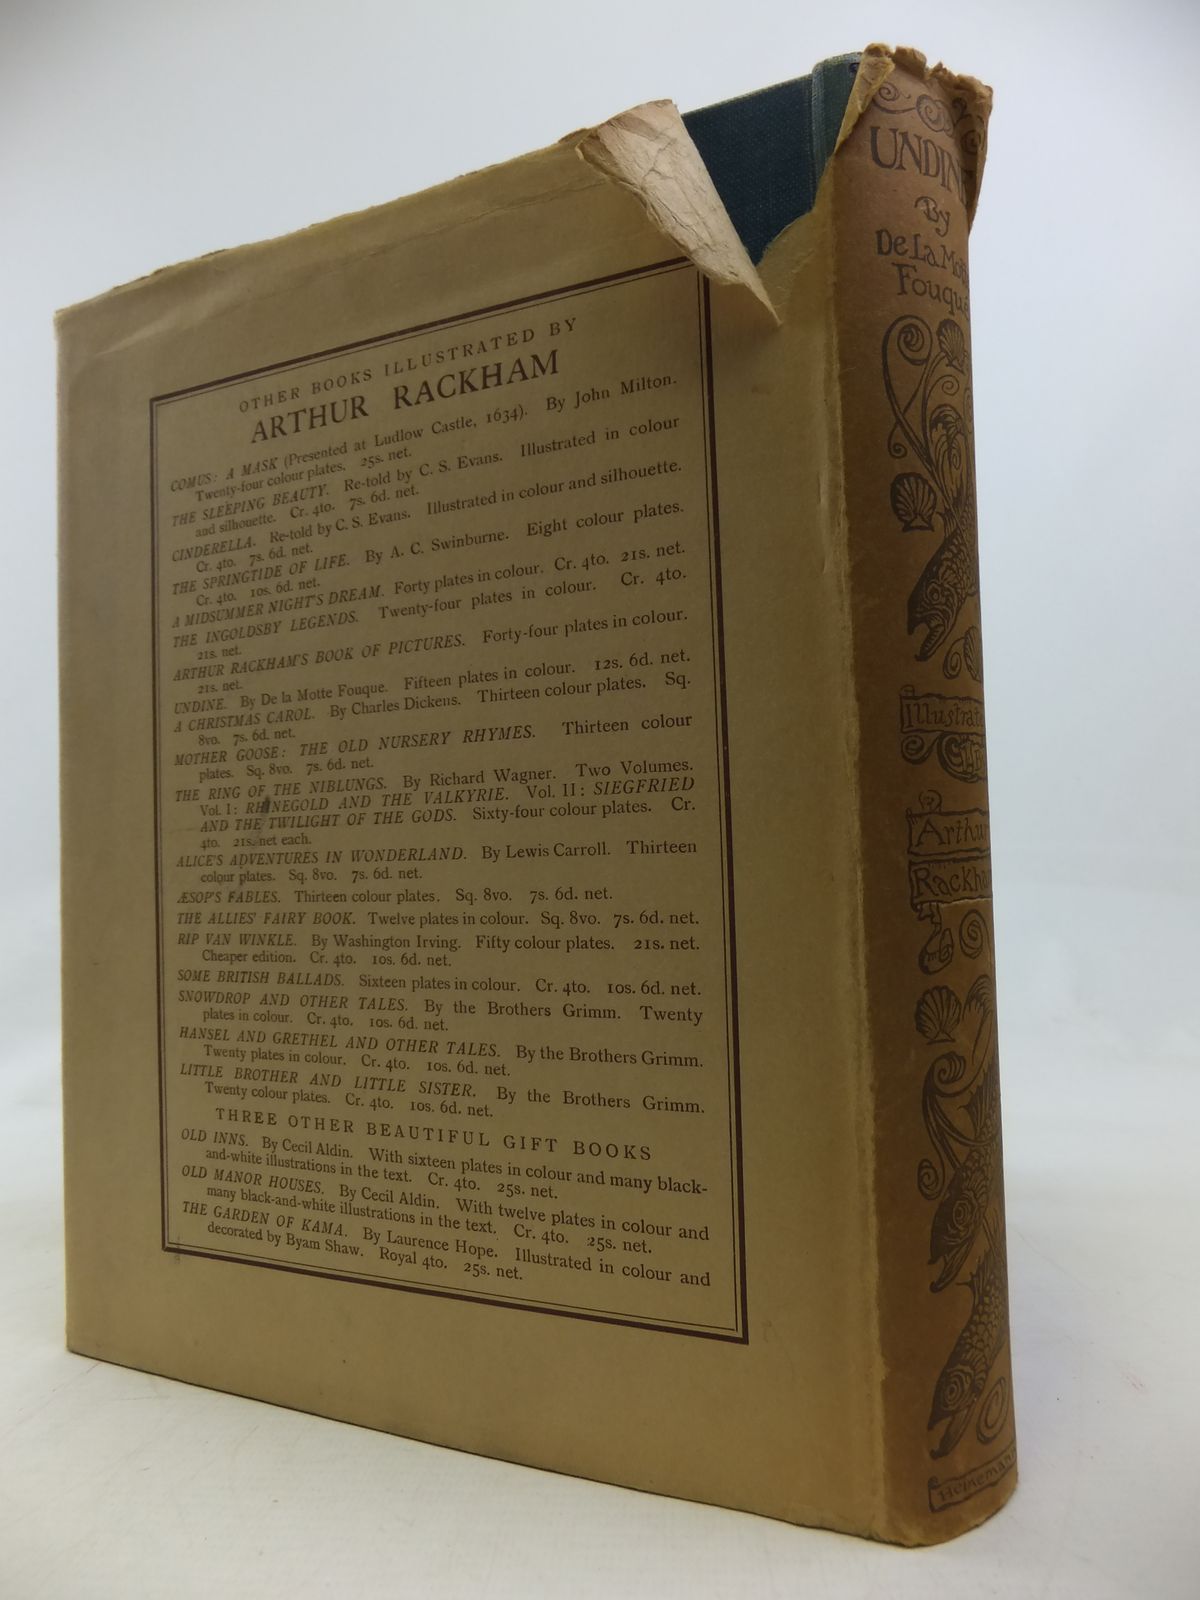 OTHER BOOKS ILLUSTRATED BY
ARTHUR RACKHAM
COMUS: A MASK (Presented at Ludlow Castle, 1634). By John Milton.
Twenty-four colour plates. 25s. net.
THE SLEEPING BEAUTY. Re-told by C. S. Evans. Illustrated in colour
and silhouette. Cr. 4to. 7s. 6d. net.
CINDERELLA. Re-told by C. S. Evans. Illustrated in colour and silhouette.
Cr. 4to. 7s. 6d. net.
THE SPRINGTIDE OF LIFE. By A. C. Swinburne. Eight colour plates.
Cr. 4to. 10s. 6d. net.
A MIDSUMMER NIGHT'S DREAM. Forty plates in colour. Cr. 4to. 21s. net.
THE INGOLDSBY LEGENDS. Twenty-four plates in colour. Cr. 4to.
21s. net.
ARTHUR RACKHAM'S BOOK OF PICTURES. Forty-four plates in colour.
21s. net.
UNDINE. By De la Motte Fouque. Fifteen plates in colour. 12s. 6d. net.
A CHRISTMAS CAROL. By Charles Dickens. Thirteen colour plates. Sq.
8vo. 7s. 6d. net.
MOTHER GOOSE: THE OLD NURSERY RHYMES. Thirteen colour
plates. Sq. 8vo. 7s. 6d. net.
THE RING OF THE NIBLUNGS. By Richard Wagner. Two Volumes.
Vol. I: RHINEGOLD AND THE VALKYRIE. Vol. II: SIEGFRIED
AND THE TWILIGHT OF THE GODS. Sixty-four colour plates. Cr.
4to. 21s. net each.
ALICE'S ADVENTURES IN WONDERLAND. By Lewis Carroll. Thirteen
colour plates. Sq. 8vo. 7s. 6d. net.
ÆSOP'S FABLES. Thirteen colour plates. Sq. 8vo. 7s. 6d. net.
THE ALLIES' FAIRY BOOK. Twelve plates in colour. Sq. 8vo. 7s. 6d. net.
RIP VAN WINKLE. By Washington Irving. Fifty colour plates. 21s. net.
Cheaper edition. Cr. 4to. 10s. 6d. net.
SOME BRITISH BALLADS. Sixteen plates in colour. Cr. 4to. 10s. 6d. net.
SNOWDROP AND OTHER TALES. By the Brothers Grimm. Twenty
plates in colour. Cr. 4to. 10s. 6d. net.
HANSEL AND GRETHEL AND OTHER TALES. By the Brothers Grimm.
Twenty plates in colour. Cr. 4to. 10s. 6d. net.
LITTLE BROTHER AND LITTLE SISTER. By the Brothers Grimm.
Twenty colour plates. Cr. 4to. 10s. 6d. net.
THREE OTHER BEAUTIFUL GIFT BOOKS
OLD INNS. By Cecil Aldin. With sixteen plates in colour and many black-
and-white illustrations in the text. Cr. 4to. 25s. net.
OLD MANOR HOUSES. By Cecil Aldin. With twelve plates in colour and
many black-and-white illustrations in the text. Cr. 4to. 25s. net.
THE GARDEN OF KAMA. By Laurence Hope. Illustrated in colour and
decorated by Byam Shaw. Royal 4to. 25s. net.
UNDINE
By
De La Motte
Fouqué
Illustrated
By
Arthur
Rackham
Heinemann